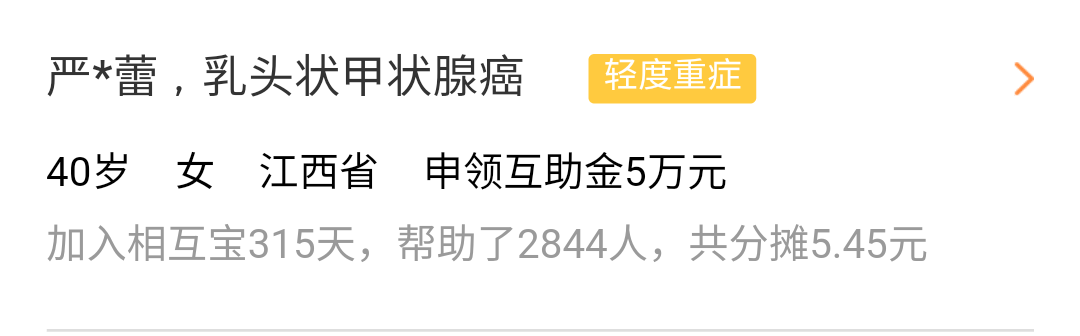 严*蕾，乳头状甲状腺癌 轻度重症
40岁 女 江西省 申领互助金5万元
加入相互宝315天，帮助了2844人，共分摊5.45元